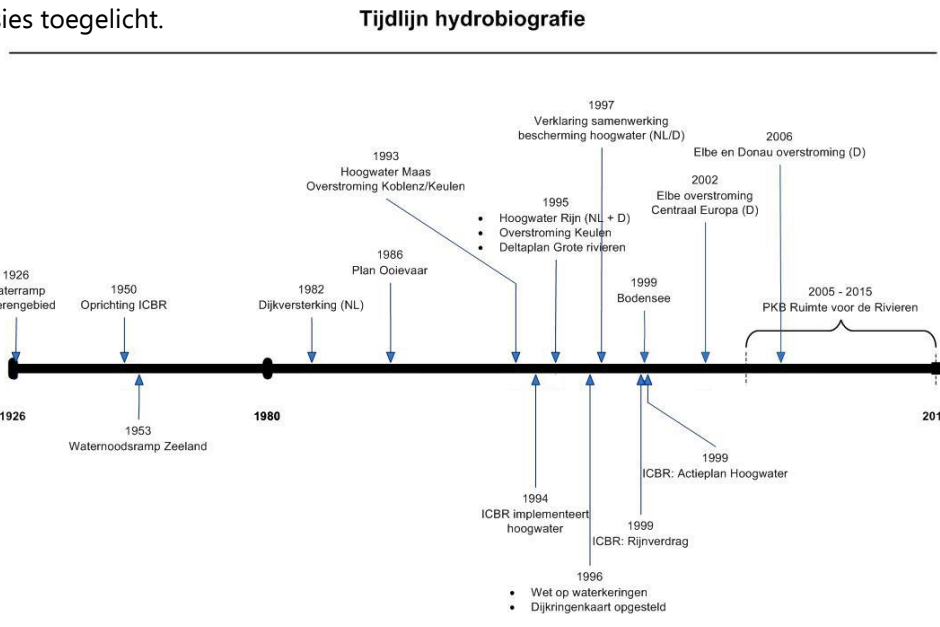 toegelicht.
Tijdlijn hydrobiografie
1997
Verklaring samenwerking
bescherming hoogwater (NL/D)
2006
Elbe en Donau overstroming (D)
1993
Hoogwater Maas
Overstroming Koblenz/Keulen
2002
Elbe overstroming
Centraal Europa (D)
1995
• Hoogwater Rijn (NL + D)
• Overstroming Keulen
• Deltaplan Grote rivieren
1986
Plan Ooievaar
1926
1950
Oprichting ICBR
1982
Dijkversterking (NL)
1999
Bodensee
2005 - 2015
PKB Ruimte voor de Rivieren
1926
1980
1953
Waternoodsramp Zeeland
1999
ICBR: Actieplan Hoogwater
1994
ICBR implementeert
hoogwater
1999
ICBR: Rijnverdrag
1996
• Wet op waterkeringen
• Dijkringenkaart opgesteld